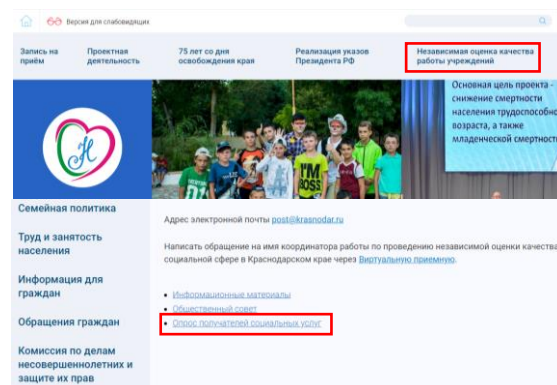 Версия для слабовидящих
Запись на приём
Проектная деятельность
75 лет со дня освобождения края
Реализация указов Президента РФ
Независимая оценка качества работы учреждений
Основная цель проекта -
снижение смертности
населения трудоспособно
возраста, а также
младенческой смертност
Н
I'M
BOSS
Семейная политика
Труд и занятость
населения
Информация для
граждан
Обращения граждан
Комиссия по делам
несовершеннолетних и
защите их прав
Адрес электронной почты post@krasnodar.ru
Написать обращение на имя координатора работы по проведению независимой оценки качества
социальной сфере в Краснодарском крае через Виртуальную приемную.
Информационные материалы
Общественный совет
Опрос получателей социальных услуг